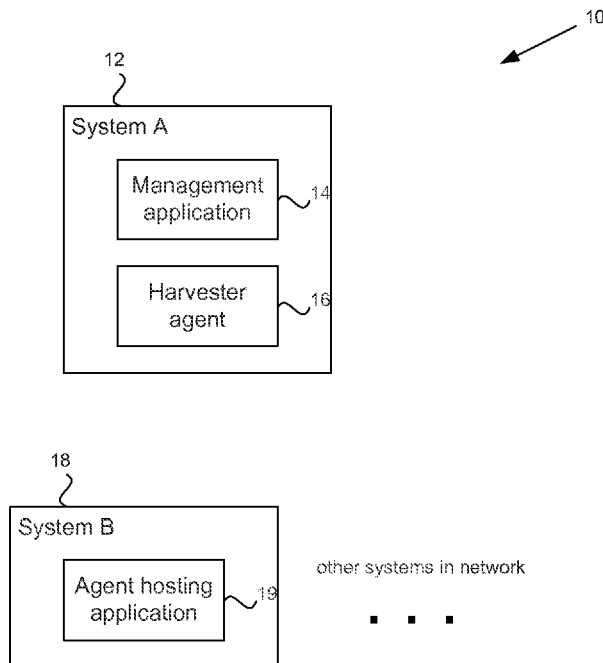 10
12
System A
Management
application
14
Harvester
agent
16
18
System B
Agent hosting
application
19
other systems in network